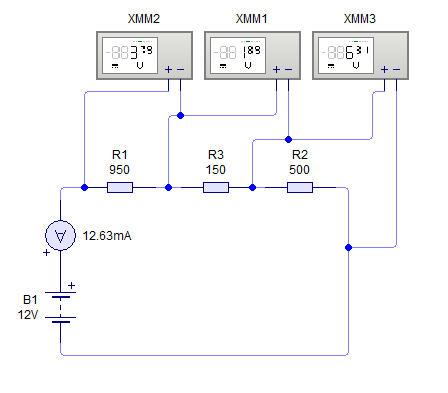 XMM2
XMM1
XMM3
3.79
1.89
6.31
V
V
V
+ −
+ −
+ −
R1
950
R3
150
R2
500
A
12.63mA
+
+
B1
12V